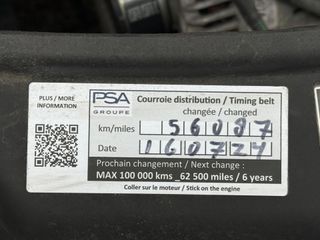 PLUS / MORE
INFORMATION
PSA
GROUPE
Courroie distribution / Timing belt
changée / changed
km/miles 56087
Date 160724
Prochain changement / Next change :
MAX 100 000 kms _62 500 miles / 6 years
Coller sur le moteur / Stick on the engine